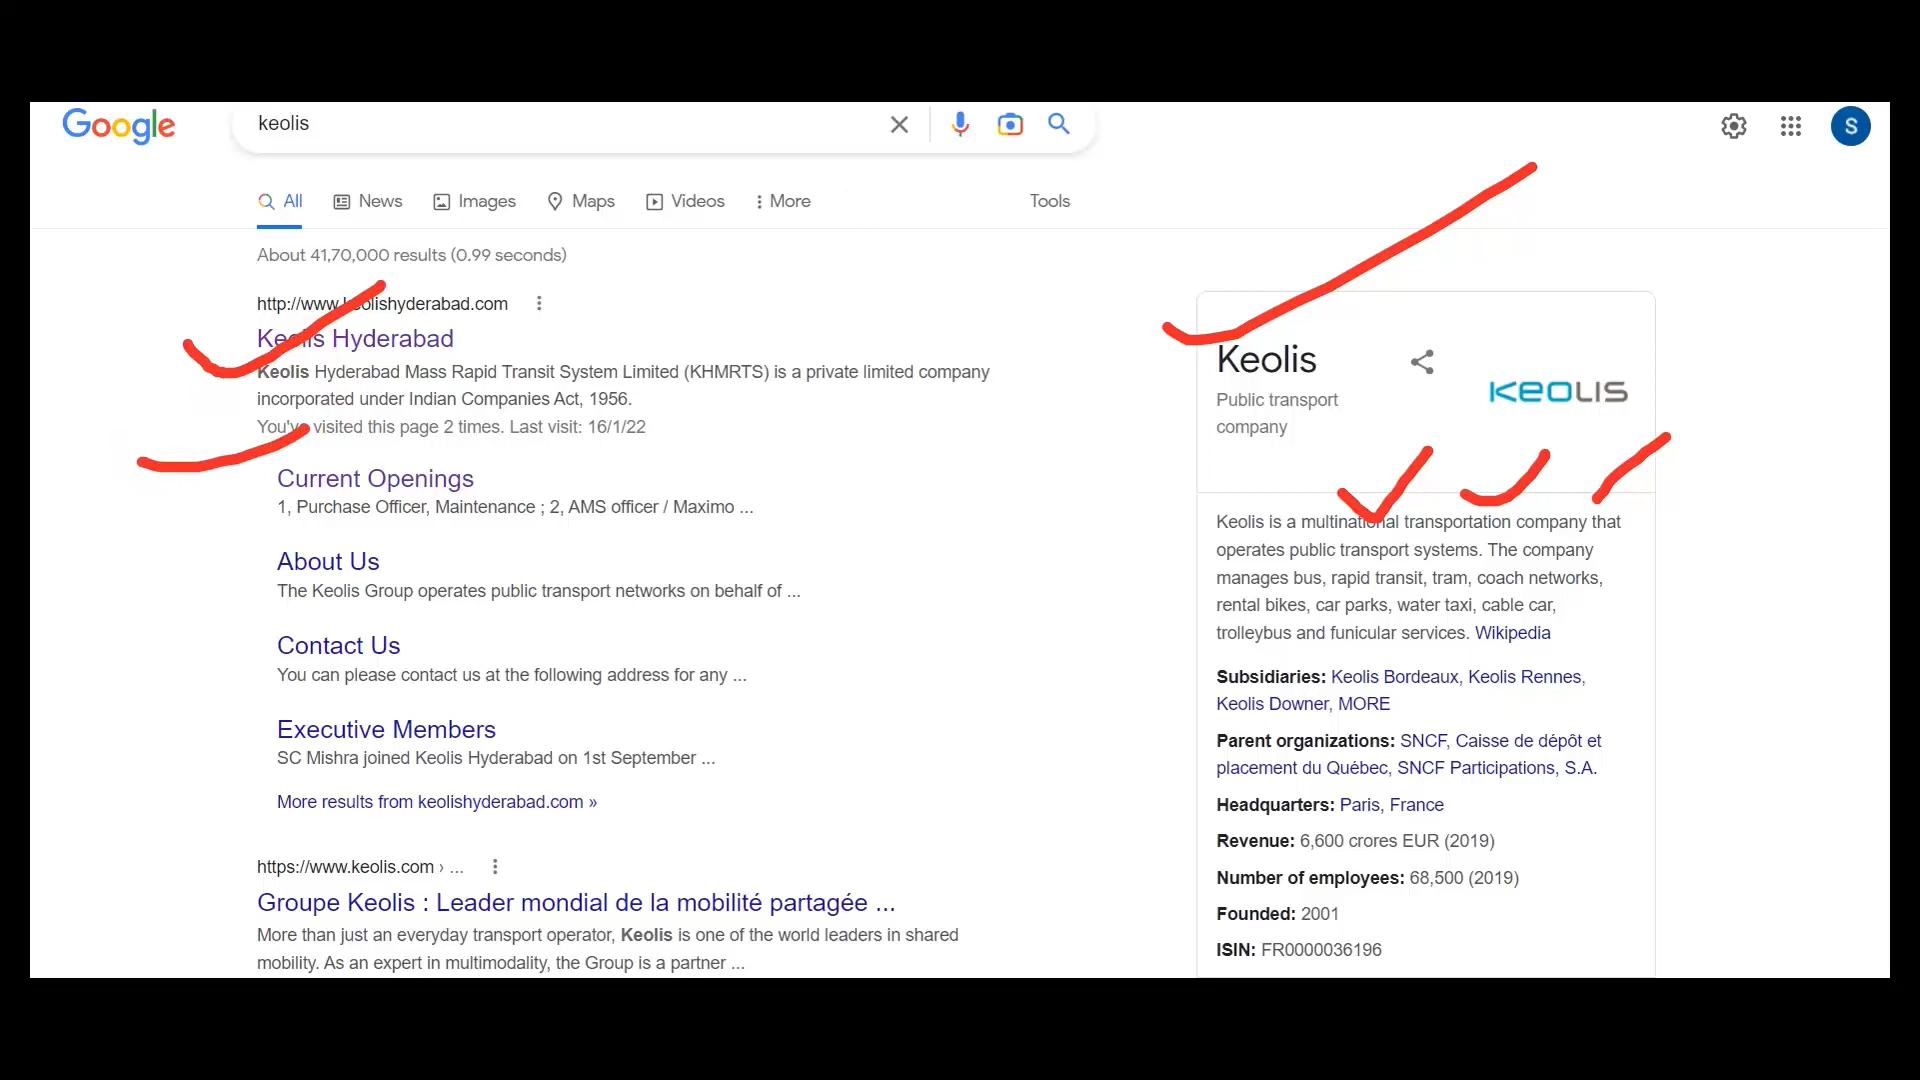 Google
keolis
S
All
News
Images
Maps
Videos
More
Tools
About 41,70,000 results (0.99 seconds)
http://www.keolishyderabad.com
Keolis Hyderabad
Keolis Hyderabad Mass Rapid Transit System Limited (KHMRTS) is a private limited company
incorporated under Indian Companies Act, 1956.
You've visited this page 2 times. Last visit: 16/1/22
Current Openings
1, Purchase Officer, Maintenance ; 2, AMS officer / Maximo ...
About Us
The Keolis Group operates public transport networks on behalf of ...
Contact Us
You can please contact us at the following address for any ...
Executive Members
SC Mishra joined Keolis Hyderabad on 1st September ...
More results from keolishyderabad.com »
https://www.keolis.com › ...
Groupe Keolis : Leader mondial de la mobilité partagée ...
More than just an everyday transport operator, Keolis is one of the world leaders in shared
mobility. As an expert in multimodality, the Group is a partner ...
Keolis
Public transport
company
KEOLIS
Keolis is a multinational transportation company that
operates public transport systems. The company
manages bus, rapid transit, tram, coach networks,
rental bikes, car parks, water taxi, cable car,
trolleybus and funicular services. Wikipedia
Subsidiaries: Keolis Bordeaux, Keolis Rennes,
Keolis Downer, MORE
Parent organizations: SNCF, Caisse de dépôt et
placement du Québec, SNCF Participations, S.A.
Headquarters: Paris, France
Revenue: 6,600 crores EUR (2019)
Number of employees: 68,500 (2019)
Founded: 2001
ISIN: FR0000036196